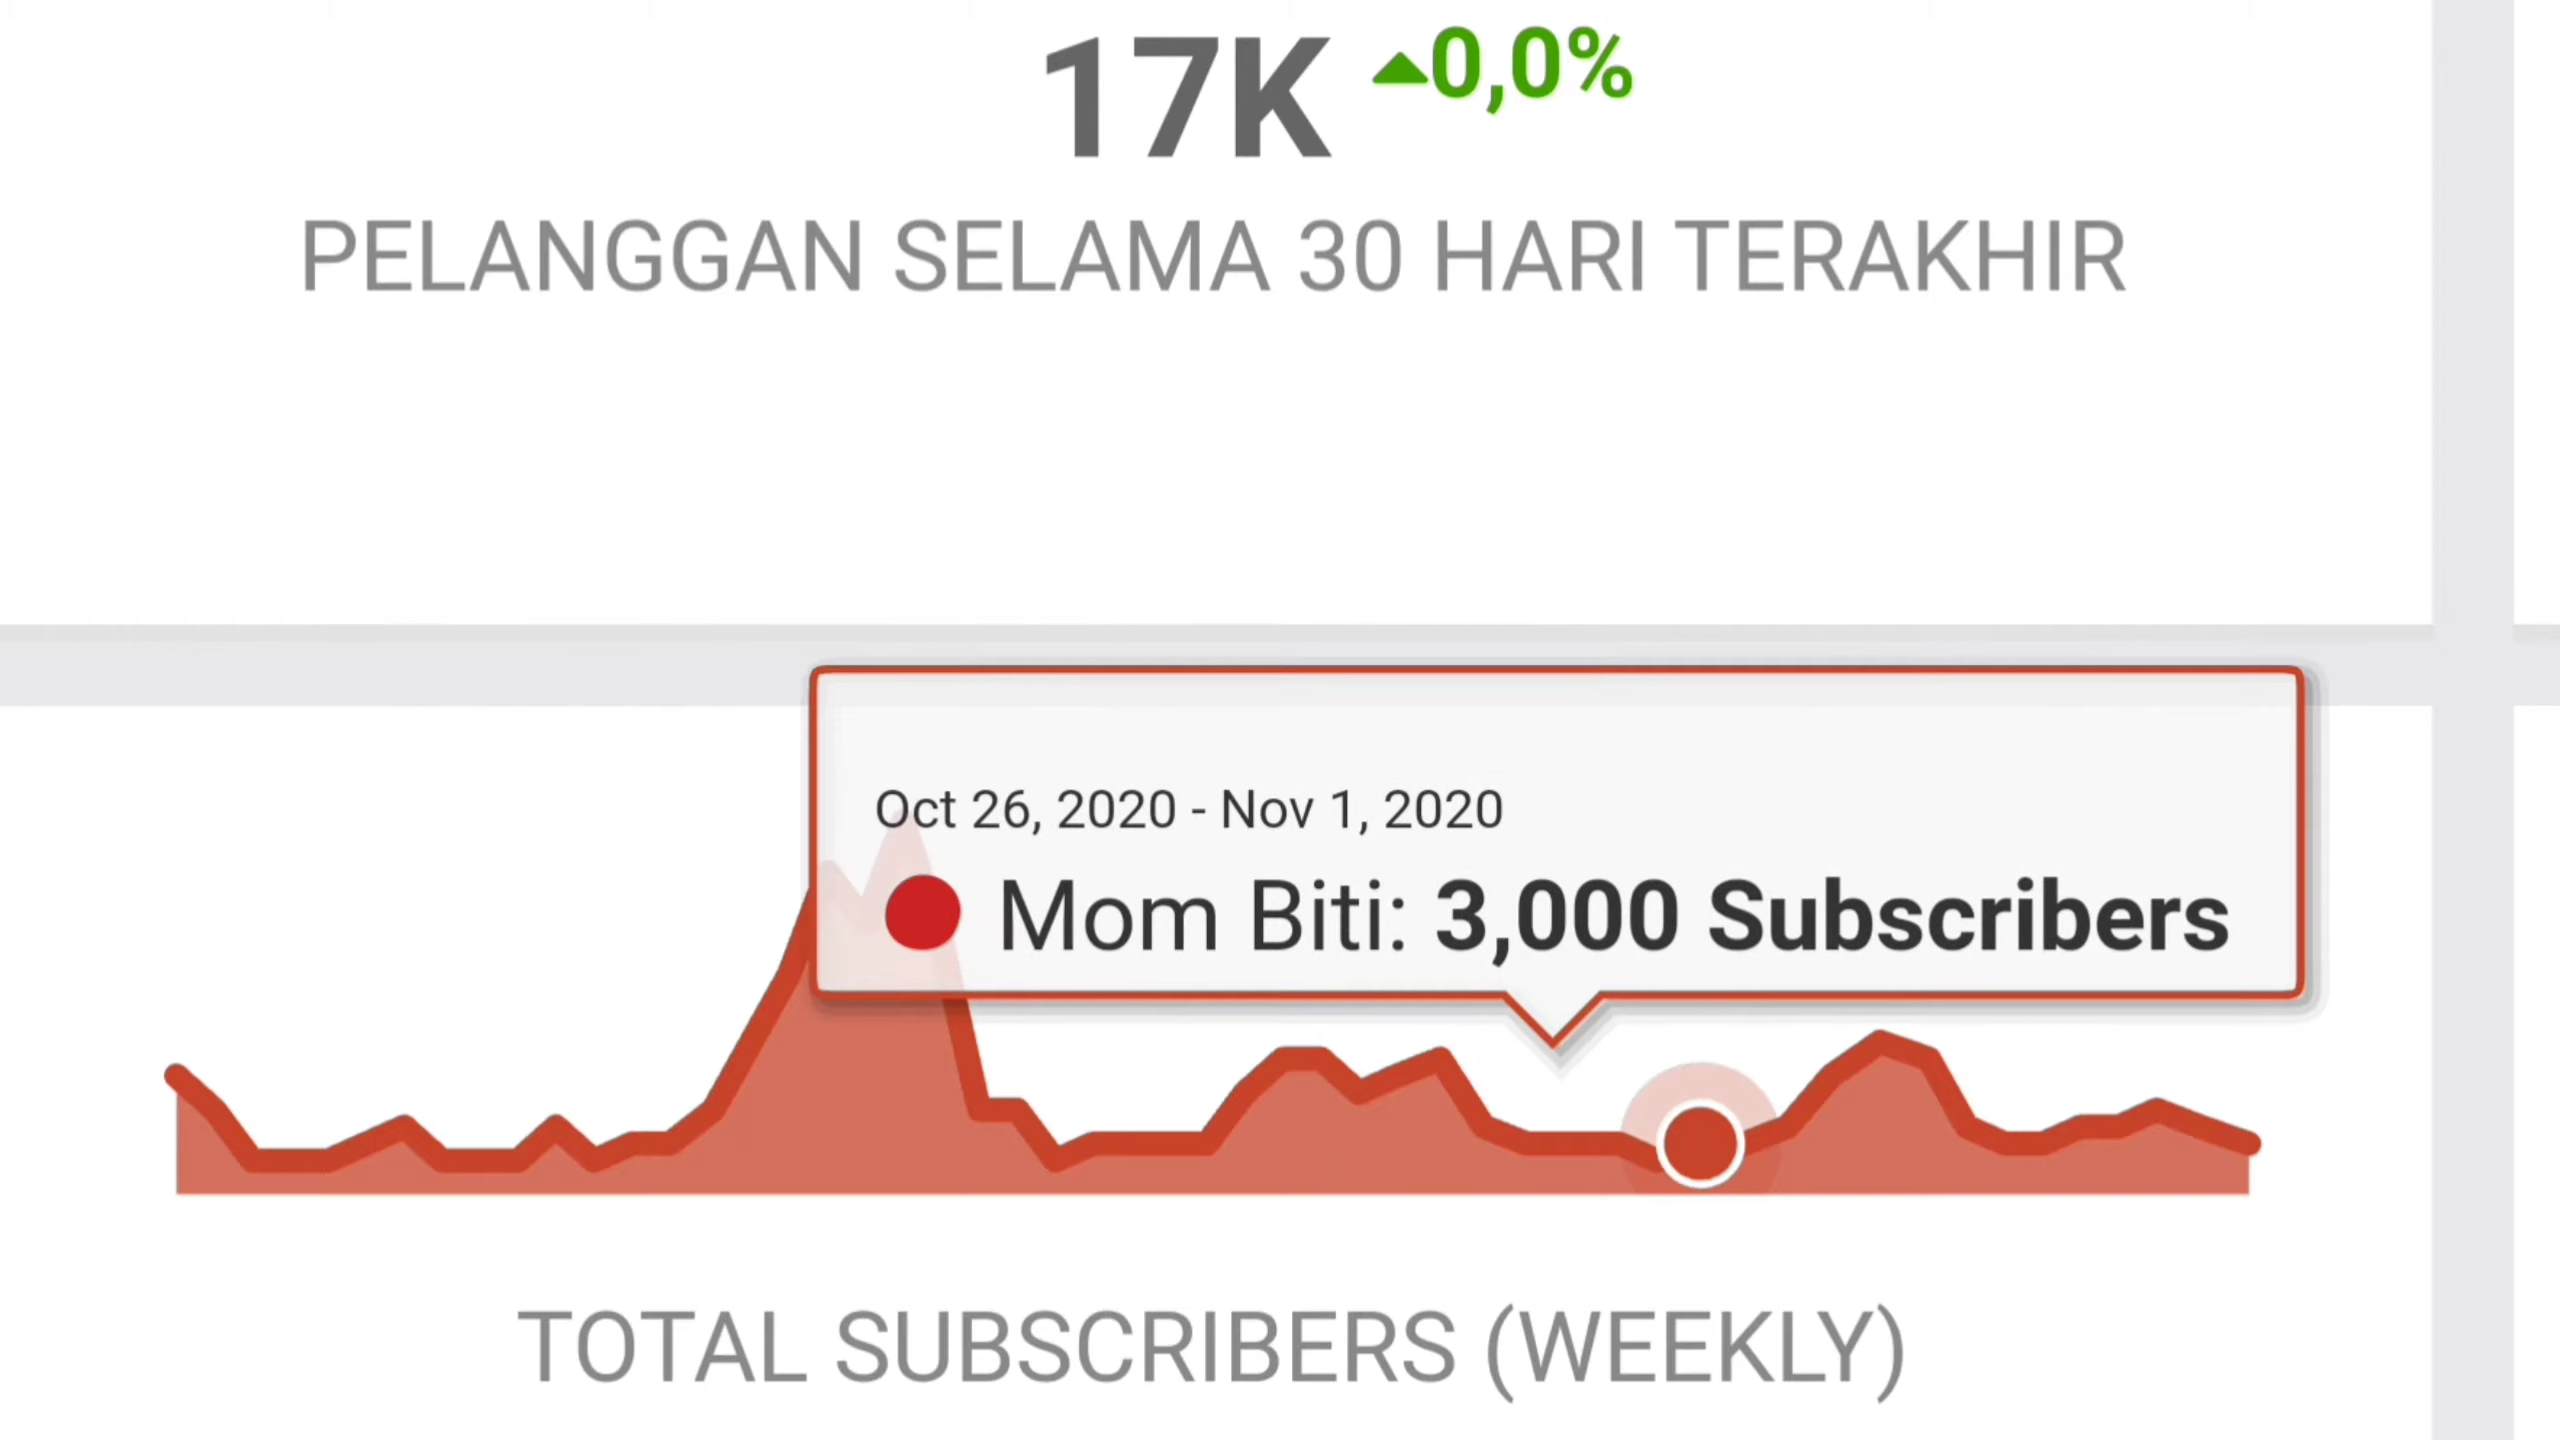 17K ▲0,0%
PELANGGAN SELAMA 30 HARI TERAKHIR
Oct 26, 2020 - Nov 1, 2020
Mom Biti: 3,000 Subscribers
TOTAL SUBSCRIBERS (WEEKLY)